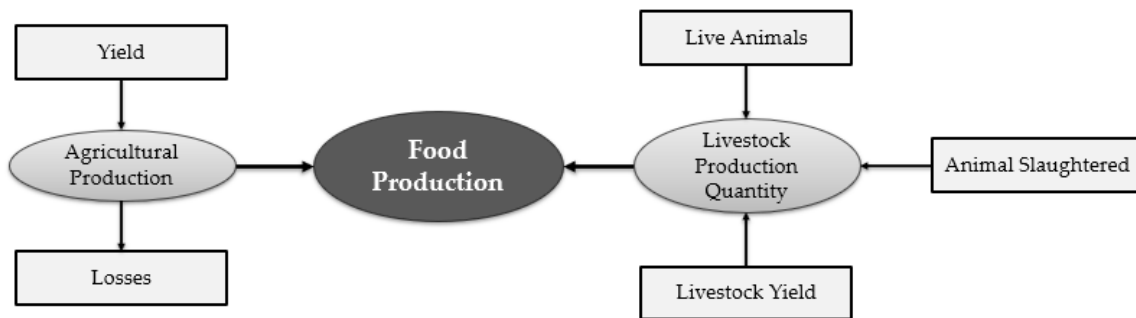 Yield
Agricultural
Production
Losses
Food
Production
Live Animals
Livestock
Production
Quantity
Animal Slaughtered
Livestock Yield